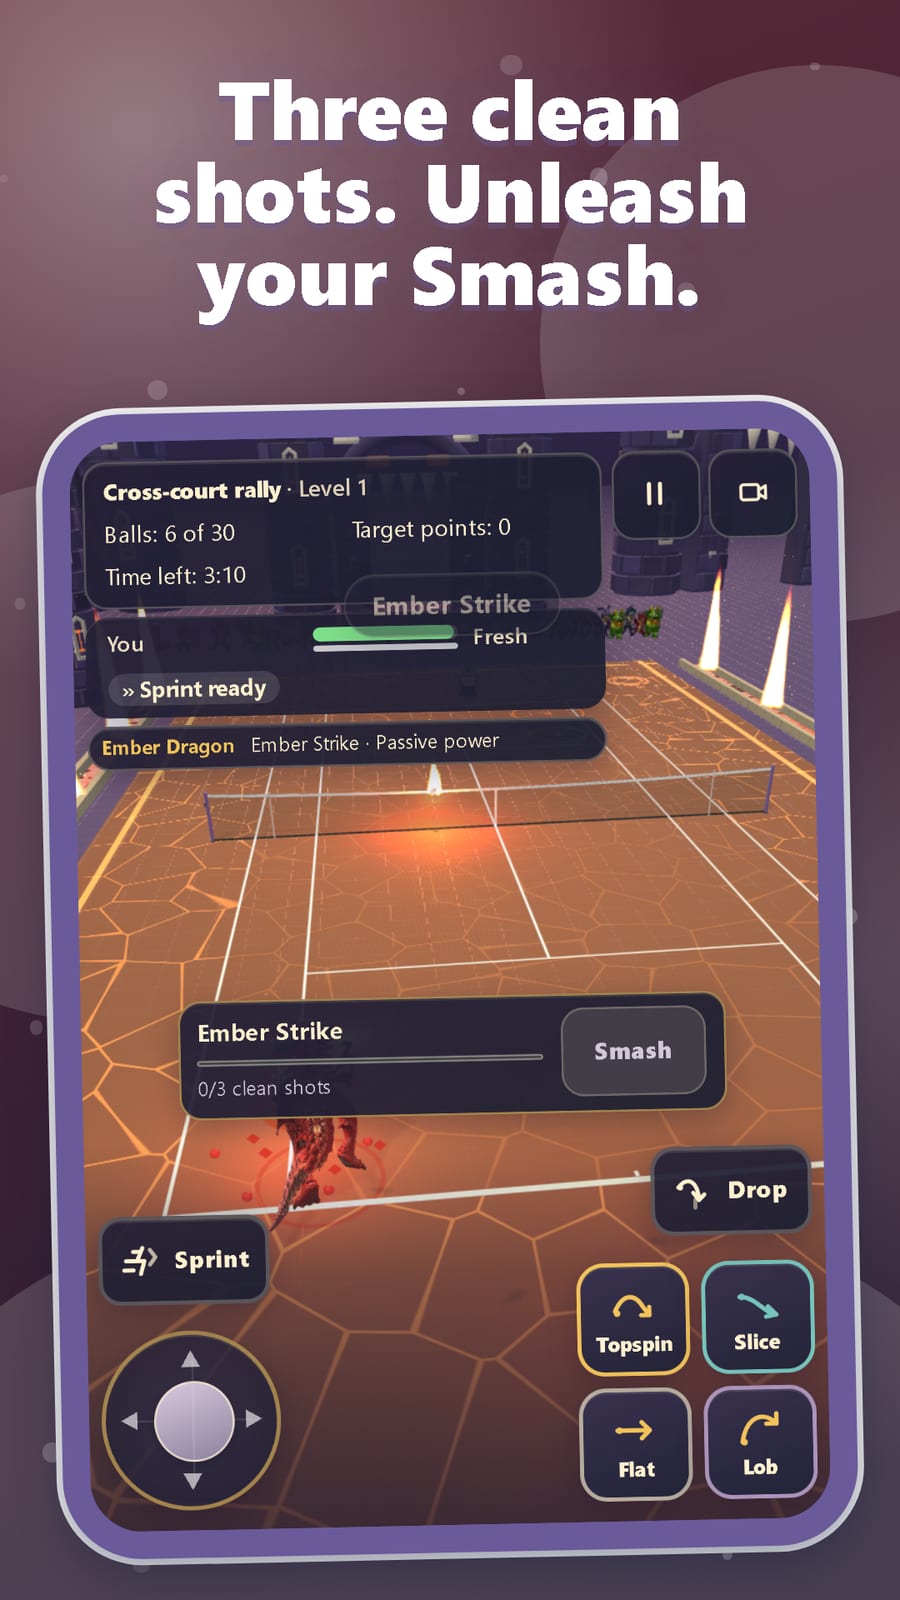 Three clean
shots. Unleash
your Smash.
Cross-court rally · Level 1
Balls: 6 of 30
Target points: 0
Time left: 3:10
Ember Strike
You
Fresh
» Sprint ready
Ember Dragon Ember Strike · Passive power
Ember Strike
0/3 clean shots
Smash
Drop
Sprint
Topspin
Slice
Flat
Lob